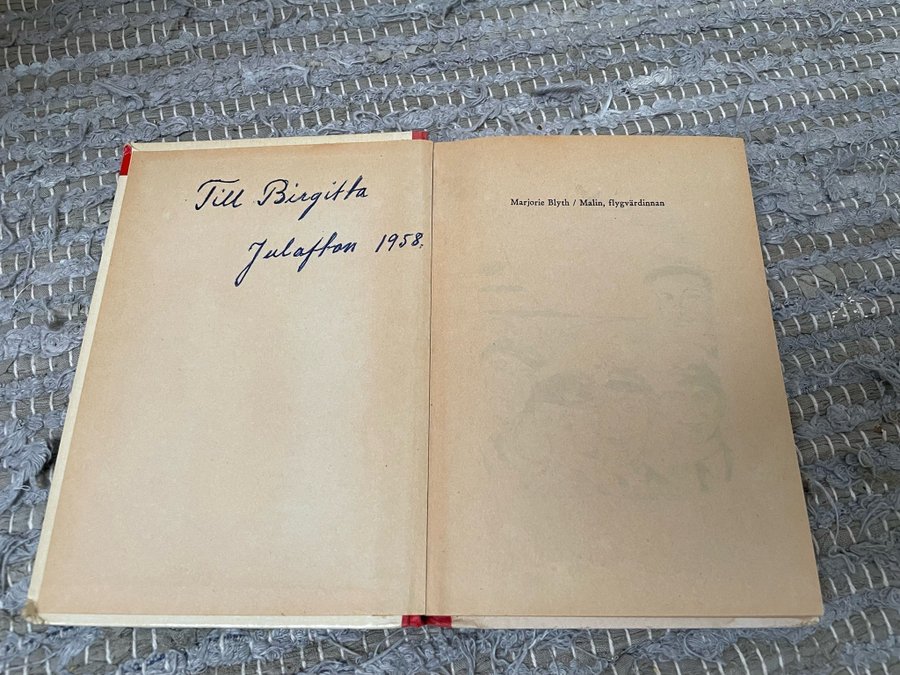 Till Birgitta
Julafton 1958.
Marjorie Blyth / Malin, flygvärdinnan